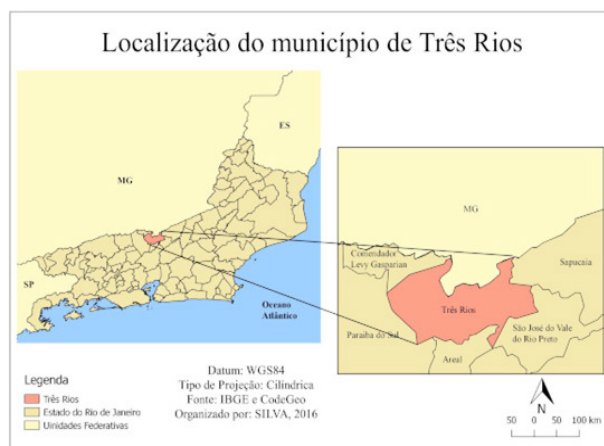 Localização do município de Três Rios
ES
MG
SP
Oceano
Atlântico
MG
Comendador
Levy Gasparian
Sapucaia
Três Rios
Paraíba do Sul
São José do Vale
do Rio Preto
Areal
Legenda
Três Rios
Estado do Rio de Janeiro
Uinidades Federativas
Datum: WGS84
Tipo de Projeção: Cilíndrica
Fonte: IBGE e CodeGeo
Organizado por: SILVA, 2016
N
50 0 50 100 km